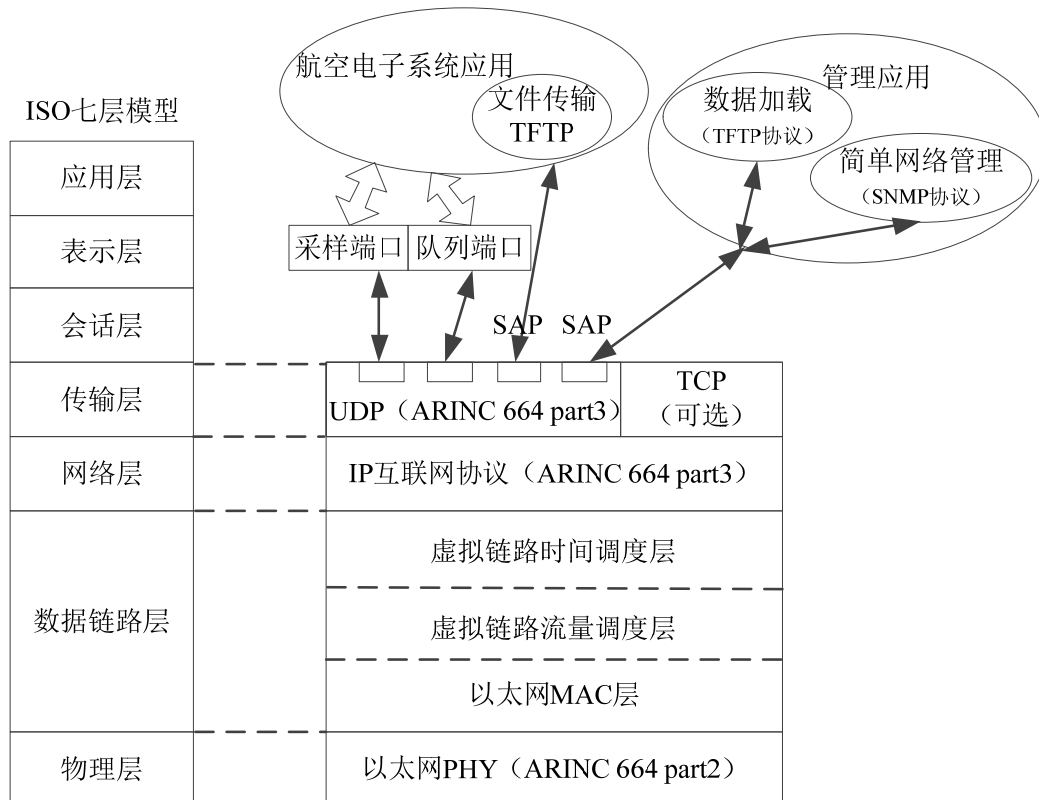 ISO七层模型
应用层
表示层
会话层
传输层
网络层
数据链路层
物理层
航空电子系统应用
文件传输
TFTP
管理应用
数据加载
（TFTP协议）
简单网络管理
（SNMP协议）
采样端口
队列端口
SAP
SAP
UDP（ARINC 664 part3）
TCP
（可选）
IP互联网协议（ARINC 664 part3）
虚拟链路时间调度层
虚拟链路流量调度层
以太网MAC层
以太网PHY（ARINC 664 part2）